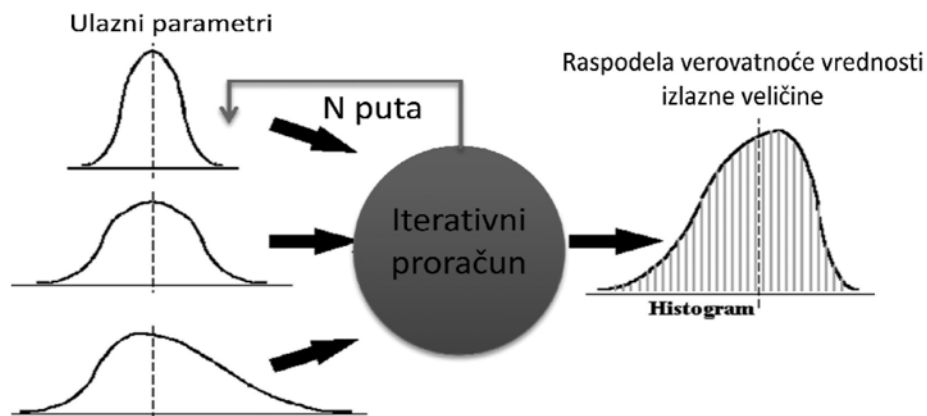 Ulazni parametri
N puta
Iterativni
proračun
Raspodela verovatnoće vrednosti
izlazne veličine
Histogram